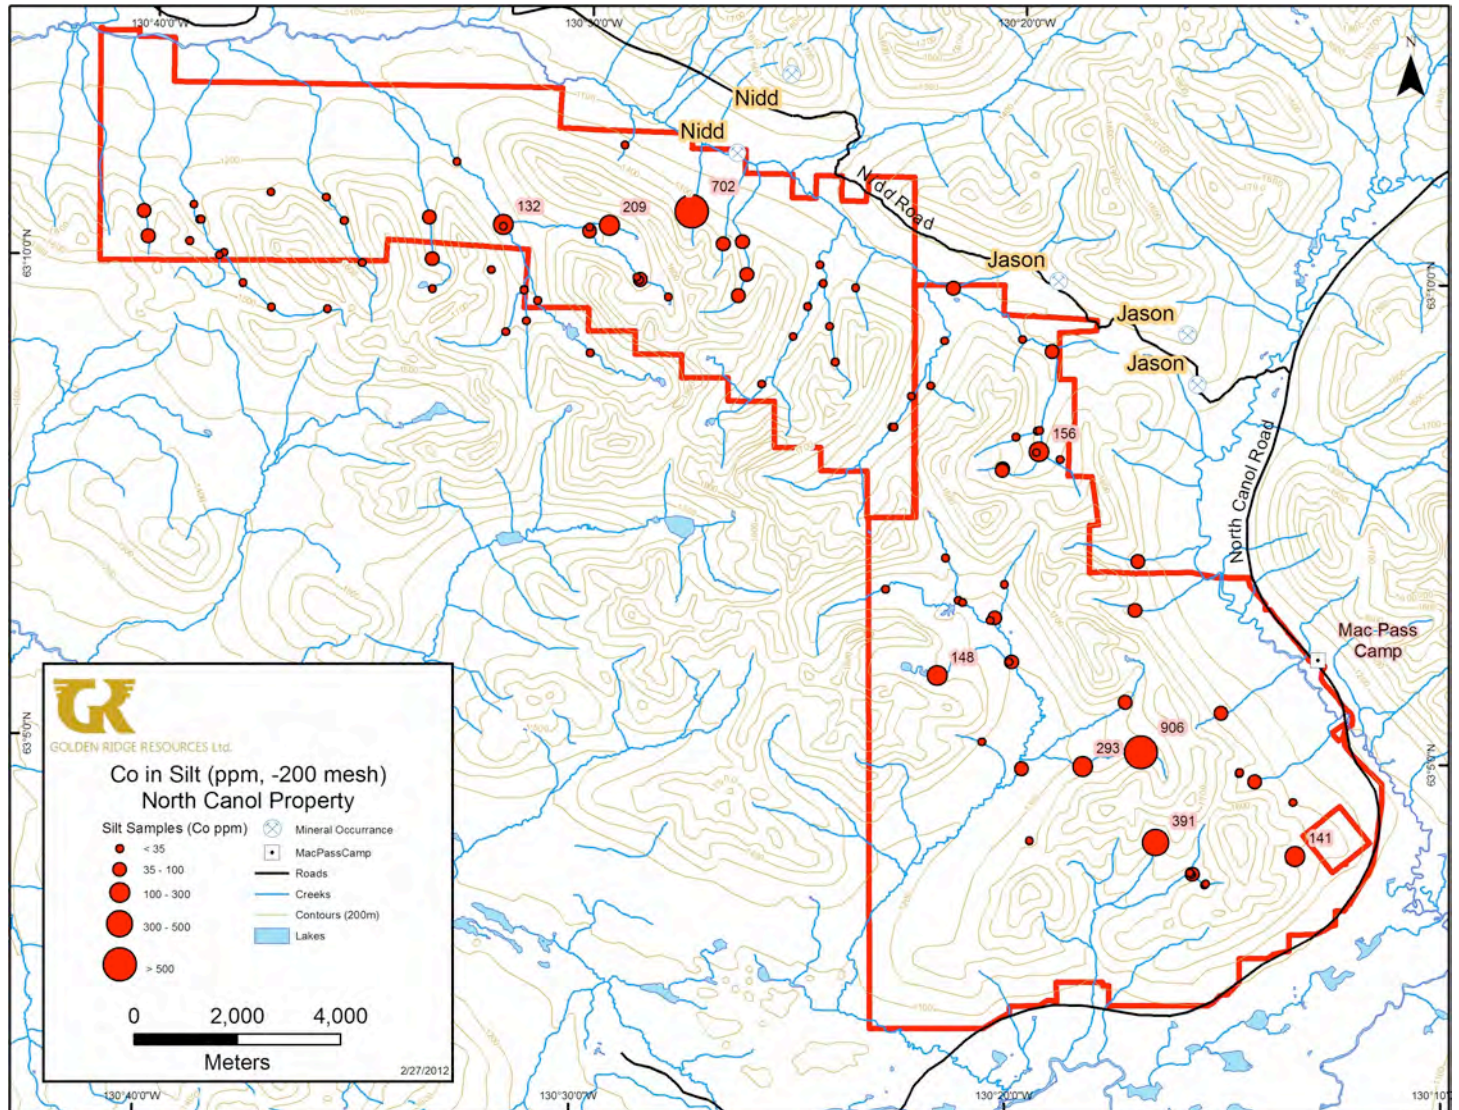 130°40'0"W
130°30'0"W
130°20'0"W
N
Nidd
Nidd
702
Nidd Road
132
209
63°10'0"N
63°10'0"N
Jason
Jason
Jason
156
North Canol Road
Mac Pass
Camp
148
906
293
63°5'0"N
63°5'0"N
391
141
GR
GOLDEN RIDGE RESOURCES Ltd.
Co in Silt (ppm, -200 mesh)
North Canol Property
Silt Samples (Co ppm)
< 35
35 - 100
100 - 300
300 - 500
> 500
Mineral Occurrance
MacPassCamp
Roads
Creeks
Contours (200m)
Lakes
0 2,000 4,000
Meters
2/27/2012
130°40'0"W
130°30'0"W
130°20'0"W
130°10'0